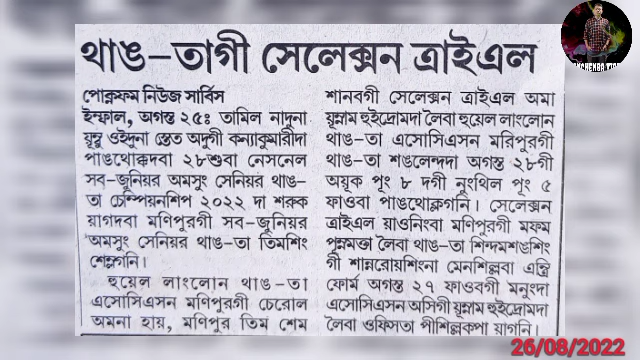 থাঙ–তাগী সেলেক্সন ত্রাইএল
পোক্নফম নিউজ সার্বিস
ইম্ফাল, অগস্ত ২৫ঃ তামিল নাদুনা
য়ুম্বু ওইদুনা স্তেত অদুগী কন্যাকুমারীদা
পাঙথোক্কদবা ২৮শুবা নেসনেল
সব–জুনিয়র অমসুং সেনিয়র থাঙ–
তা চেম্পিয়নশিপ ২০২২ দা শরুক
য়াগদবা মণিপুরগী সব–জুনিয়র
অমসুং সেনিয়র থাঙ–তা তিমশিং
শেল্লগনি।
হুয়েল লাংলোন থাঙ–তা
এসোসিএসন মণিপুরগী চেরোল
অমনা হায়, মণিপুর তিম শেম
শানবগী সেলেক্সন ত্রাইএল অমা
য়ুম্নাম হুইদ্রোমদা লৈবা হুয়েল লাংলোন
থাঙ–তা এসোসিএসন মরিপুরগী
থাঙ–তা শঙলেন্দদা অগস্ত ২৮গী
অয়ুক পুং ৮ দগী নুংথিল পুং ৫
ফাওবা পাঙথোক্লগনি। সেলেক্সন
ত্রাইএল য়াওনিংবা মণিপুরগী মফম
পুম্নমত্তা লৈবা থাঙ–তা শিন্দমশঙশিং
গী শান্নরোয়শিংনা মেনশিল্লবা এন্ত্রি
ফোর্ম অগস্ত ২৭ ফাওবগী মনুংদা
এসোসিএসন অসিগী য়ুম্নাম হুইদ্রোমদা
লৈবা ওফিসতা পীশিল্লকপা য়াগনি।
26/08/2022